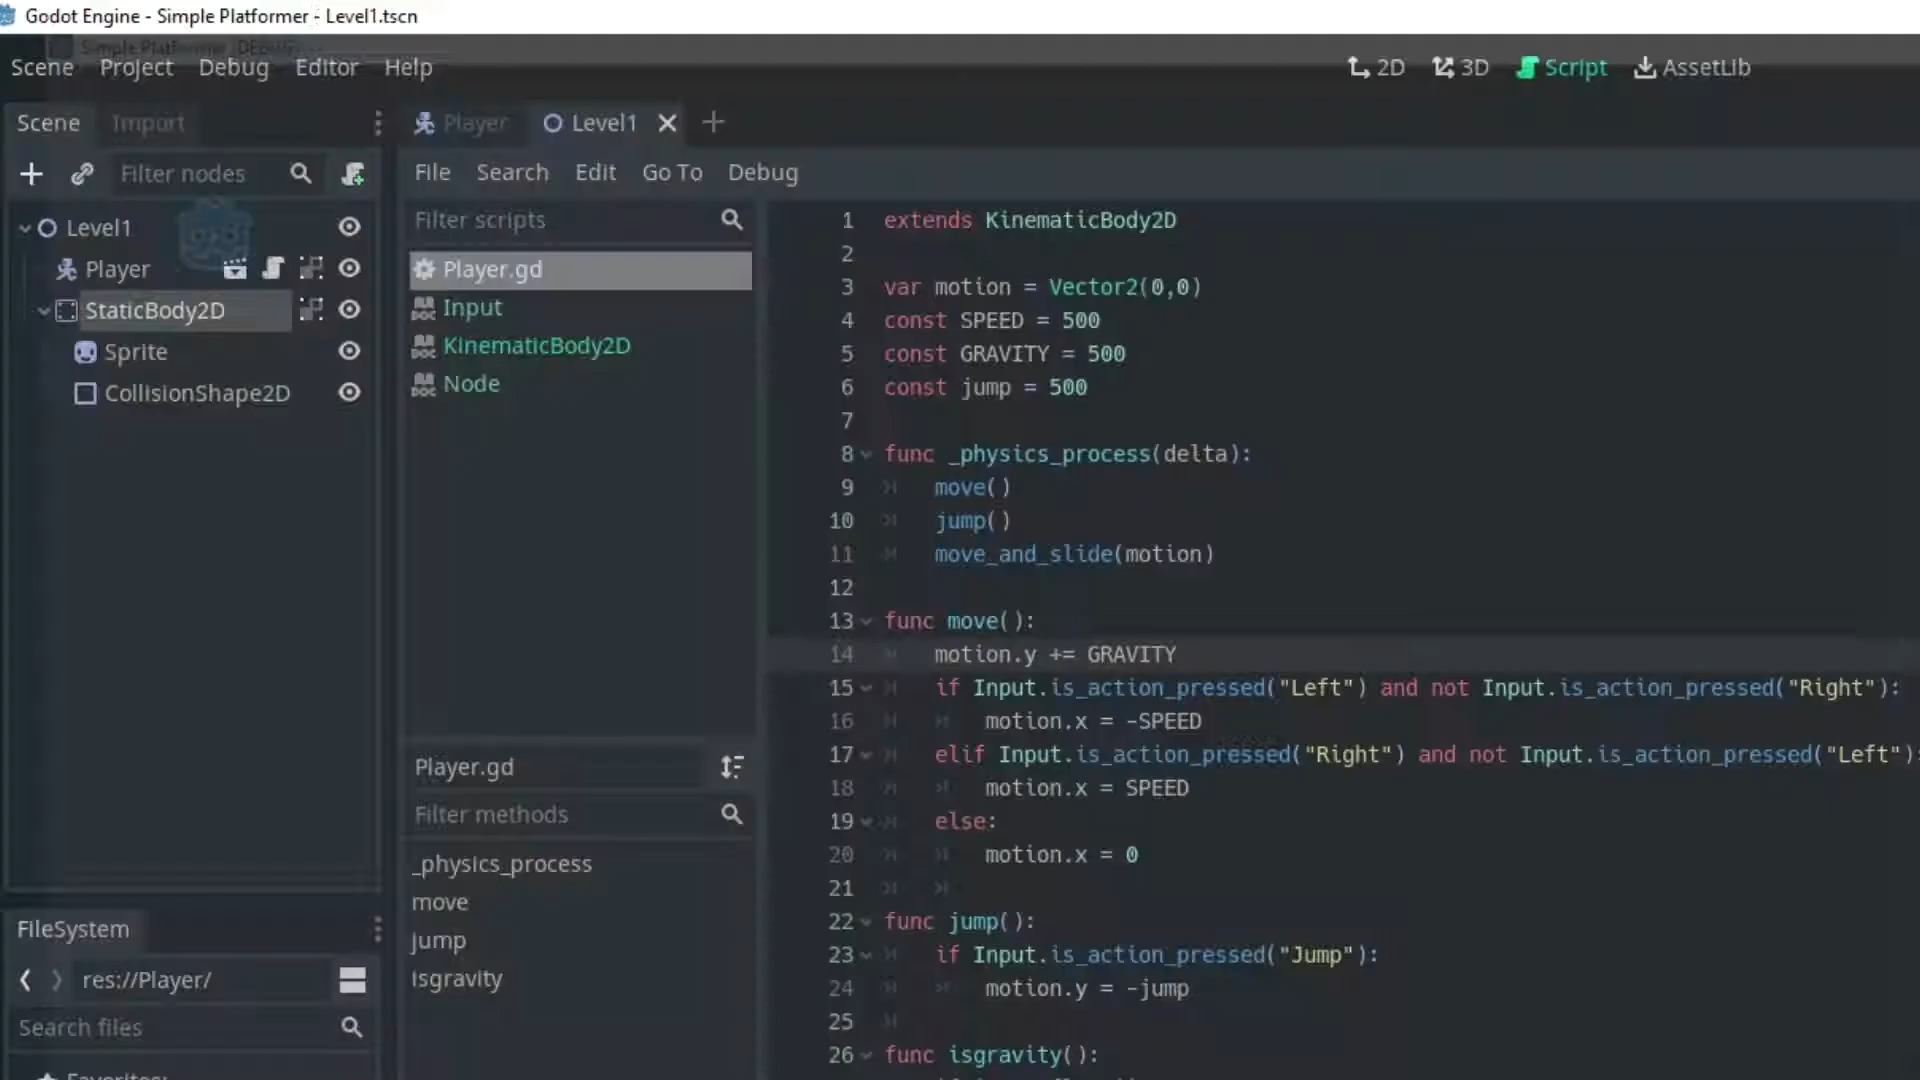 Godot Engine - Simple Platformer - Level1.tscn
Simple Platformer (DEBUG)
Scene Project Debug Editor Help
2D 3D Script AssetLib
Scene Import
Player Level1
Filter nodes
Level1
Player
StaticBody2D
Sprite
CollisionShape2D
FileSystem
res://Player/
Search files
Favorites:
File Search Edit Go To Debug
Filter scripts
Player.gd
DOC Input
DOC KinematicBody2D
DOC Node
Player.gd
Filter methods
_physics_process
move
jump
isgravity
1 extends KinematicBody2D
2
3 var motion = Vector2(0,0)
4 const SPEED = 500
5 const GRAVITY = 500
6 const jump = 500
7
8 func _physics_process(delta):
9 move()
10 jump()
11 move_and_slide(motion)
12
13 func move():
14 motion.y += GRAVITY
15 if Input.is_action_pressed("Left") and not Input.is_action_pressed("Right"):
16 motion.x = -SPEED
17 elif Input.is_action_pressed("Right") and not Input.is_action_pressed("Left"):
18 motion.x = SPEED
19 else:
20 motion.x = 0
21
22 func jump():
23 if Input.is_action_pressed("Jump"):
24 motion.y = -jump
25
26 func isgravity():